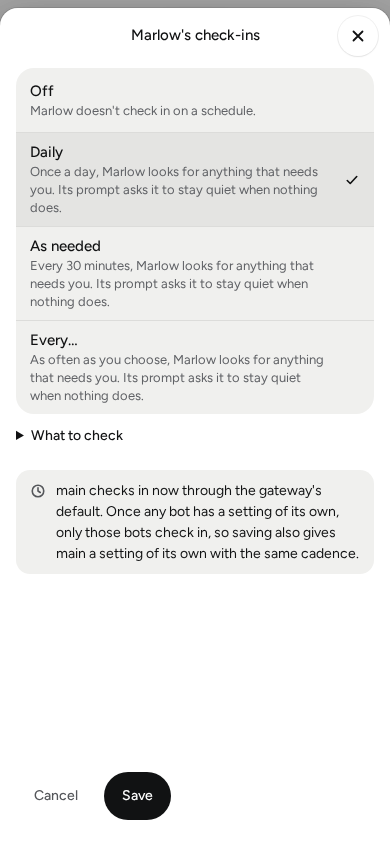 Marlow's check-ins
Off
Marlow doesn't check in on a schedule.
Daily
Once a day, Marlow looks for anything that needs
you. Its prompt asks it to stay quiet when nothing
does.
As needed
Every 30 minutes, Marlow looks for anything that
needs you. Its prompt asks it to stay quiet when
nothing does.
Every...
As often as you choose, Marlow looks for anything
that needs you. Its prompt asks it to stay quiet
when nothing does.
What to check
main checks in now through the gateway's
default. Once any bot has a setting of its own,
only those bots check in, so saving also gives
main a setting of its own with the same cadence.
Cancel
Save